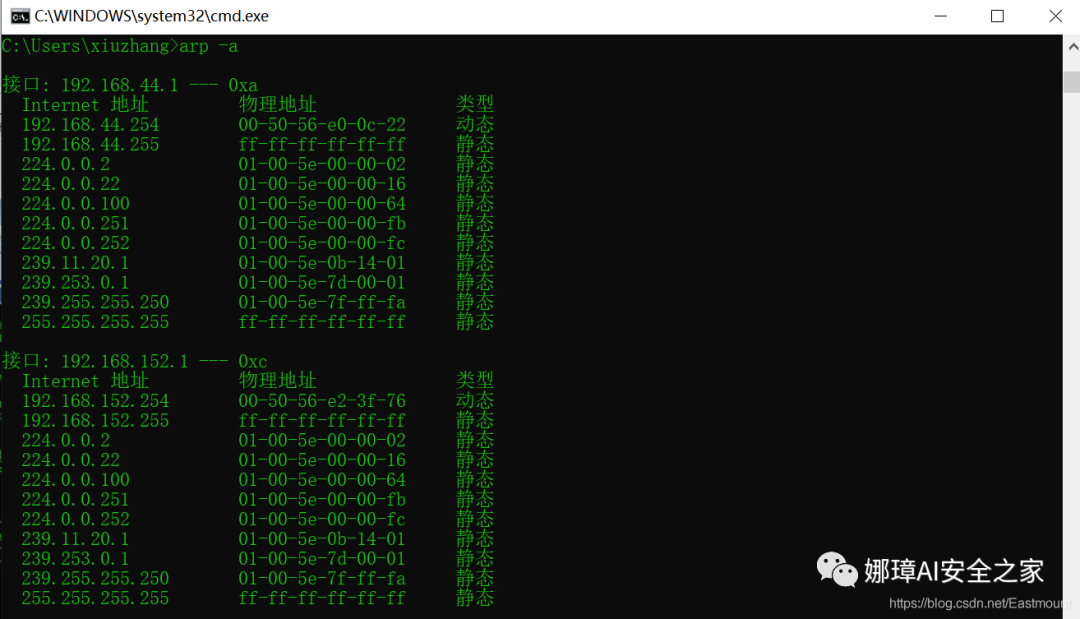 C:\WINDOWS\system32\cmd.exe
C:\Users\xiuzhang>arp -a
接口: 192.168.44.1 --- 0xa
Internet 地址 物理地址 类型
192.168.44.254 00-50-56-e0-0c-22 动态
192.168.44.255 ff-ff-ff-ff-ff-ff 静态
224.0.0.2 01-00-5e-00-00-02 静态
224.0.0.22 01-00-5e-00-00-16 静态
224.0.0.100 01-00-5e-00-00-64 静态
224.0.0.251 01-00-5e-00-00-fb 静态
224.0.0.252 01-00-5e-00-00-fc 静态
239.11.20.1 01-00-5e-0b-14-01 静态
239.253.0.1 01-00-5e-7d-00-01 静态
239.255.255.250 01-00-5e-7f-ff-fa 静态
255.255.255.255 ff-ff-ff-ff-ff-ff 静态
接口: 192.168.152.1 --- 0xc
Internet 地址 物理地址 类型
192.168.152.254 00-50-56-e2-3f-76 动态
192.168.152.255 ff-ff-ff-ff-ff-ff 静态
224.0.0.2 01-00-5e-00-00-02 静态
224.0.0.22 01-00-5e-00-00-16 静态
224.0.0.100 01-00-5e-00-00-64 静态
224.0.0.251 01-00-5e-00-00-fb 静态
224.0.0.252 01-00-5e-00-00-fc 静态
239.11.20.1 01-00-5e-0b-14-01 静态
239.253.0.1 01-00-5e-7d-00-01 静态
239.255.255.250 01-00-5e-7f-ff-fa 静态
255.255.255.255 ff-ff-ff-ff-ff-ff 静态
娜璋AI安全之家
https://blog.csdn.net/Eastmount